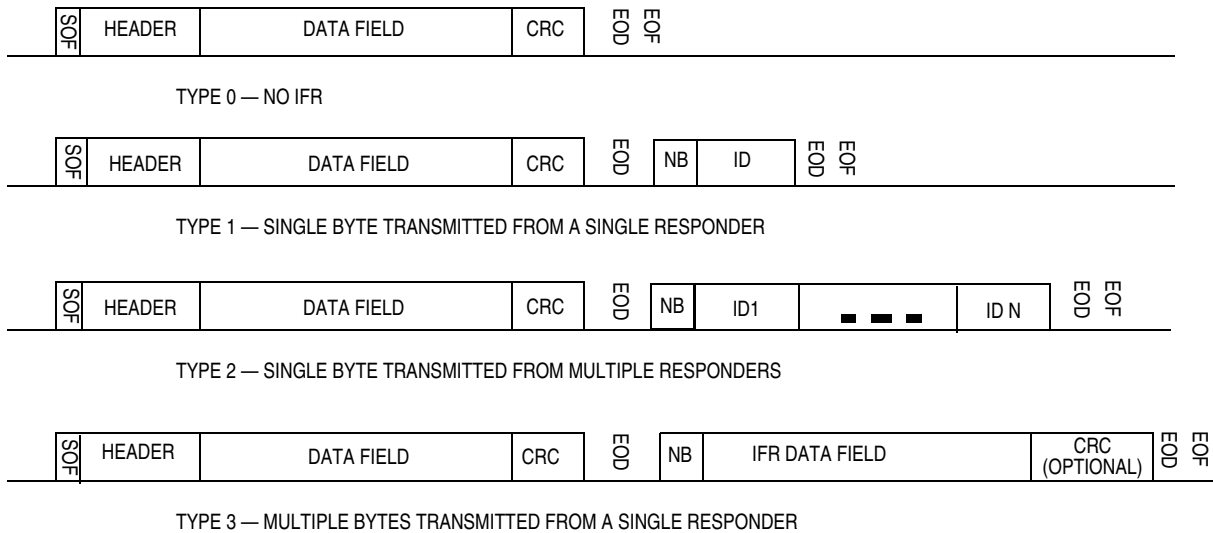 SOF HEADER DATA FIELD CRC EOD EOF
TYPE 0 — NO IFR
SOF HEADER DATA FIELD CRC EOD NB ID EOD EOF
TYPE 1 — SINGLE BYTE TRANSMITTED FROM A SINGLE RESPONDER
SOF HEADER DATA FIELD CRC EOD NB ID1 ID N EOD EOF
TYPE 2 — SINGLE BYTE TRANSMITTED FROM MULTIPLE RESPONDERS
SOF HEADER DATA FIELD CRC EOD NB IFR DATA FIELD CRC (OPTIONAL) EOD EOF
TYPE 3 — MULTIPLE BYTES TRANSMITTED FROM A SINGLE RESPONDER